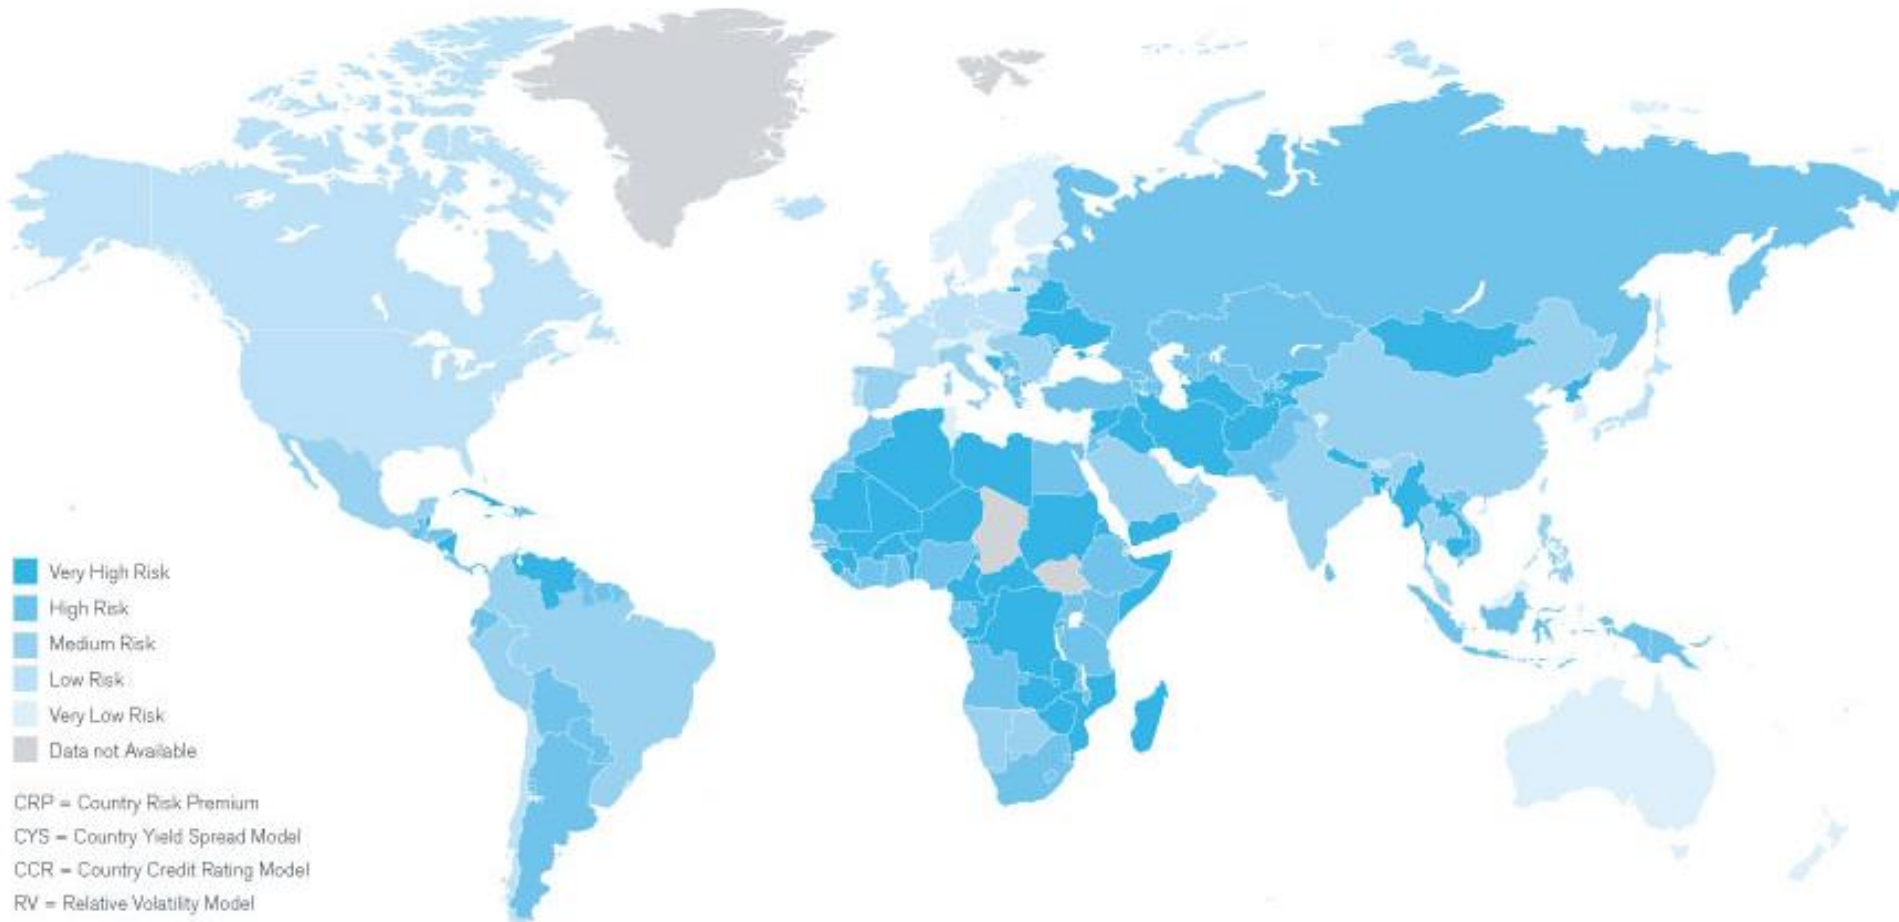 Very High Risk
High Risk
Medium Risk
Low Risk
Very Low Risk
Data not Available
CRP = Country Risk Premium
CYS = Country Yield Spread Model
CCR = Country Credit Rating Model
RV = Relative Volatility Model